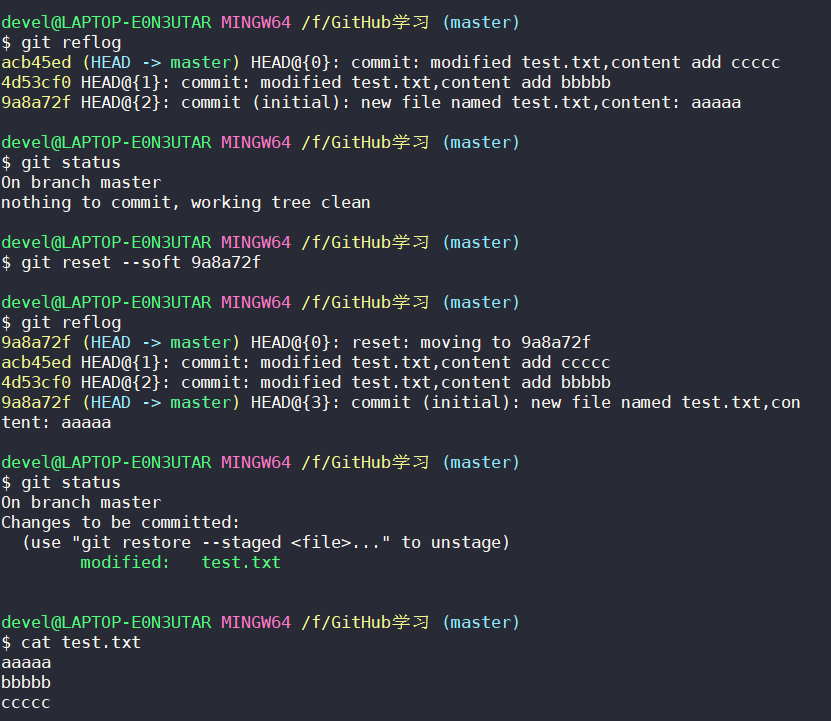 devel@LAPTOP-E0N3UTAR MINGW64 /f/GitHub学习 (master)
$ git reflog
acb45ed (HEAD -> master) HEAD@{0}: commit: modified test.txt,content add ccccc
4d53cf0 HEAD@{1}: commit: modified test.txt,content add bbbbb
9a8a72f HEAD@{2}: commit (initial): new file named test.txt,content: aaaaa
devel@LAPTOP-E0N3UTAR MINGW64 /f/GitHub学习 (master)
$ git status
On branch master
nothing to commit, working tree clean
devel@LAPTOP-E0N3UTAR MINGW64 /f/GitHub学习 (master)
$ git reset --soft 9a8a72f
devel@LAPTOP-E0N3UTAR MINGW64 /f/GitHub学习 (master)
$ git reflog
9a8a72f (HEAD -> master) HEAD@{0}: reset: moving to 9a8a72f
acb45ed HEAD@{1}: commit: modified test.txt,content add ccccc
4d53cf0 HEAD@{2}: commit: modified test.txt,content add bbbbb
9a8a72f (HEAD -> master) HEAD@{3}: commit (initial): new file named test.txt,con
tent: aaaaa
devel@LAPTOP-E0N3UTAR MINGW64 /f/GitHub学习 (master)
$ git status
On branch master
Changes to be committed:
  (use "git restore --staged <file>..." to unstage)
        modified:   test.txt
devel@LAPTOP-E0N3UTAR MINGW64 /f/GitHub学习 (master)
$ cat test.txt
aaaaa
bbbbb
ccccc